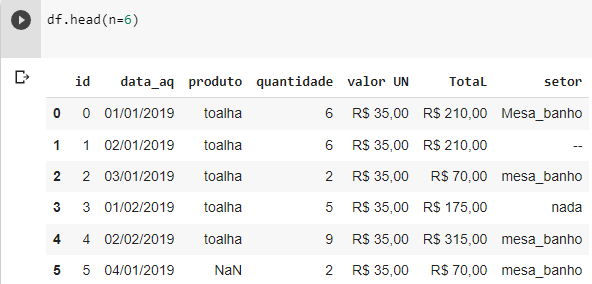 df.head(n=6)
id data_aq produto quantidade valor UN TotaL setor
0 0 01/01/2019 toalha 6 R$ 35,00 R$ 210,00 Mesa_banho
1 1 02/01/2019 toalha 6 R$ 35,00 R$ 210,00 --
2 2 03/01/2019 toalha 2 R$ 35,00 R$ 70,00 mesa_banho
3 3 01/02/2019 toalha 5 R$ 35,00 R$ 175,00 nada
4 4 02/02/2019 toalha 9 R$ 35,00 R$ 315,00 mesa_banho
5 5 04/01/2019 NaN 2 R$ 35,00 R$ 70,00 mesa_banho